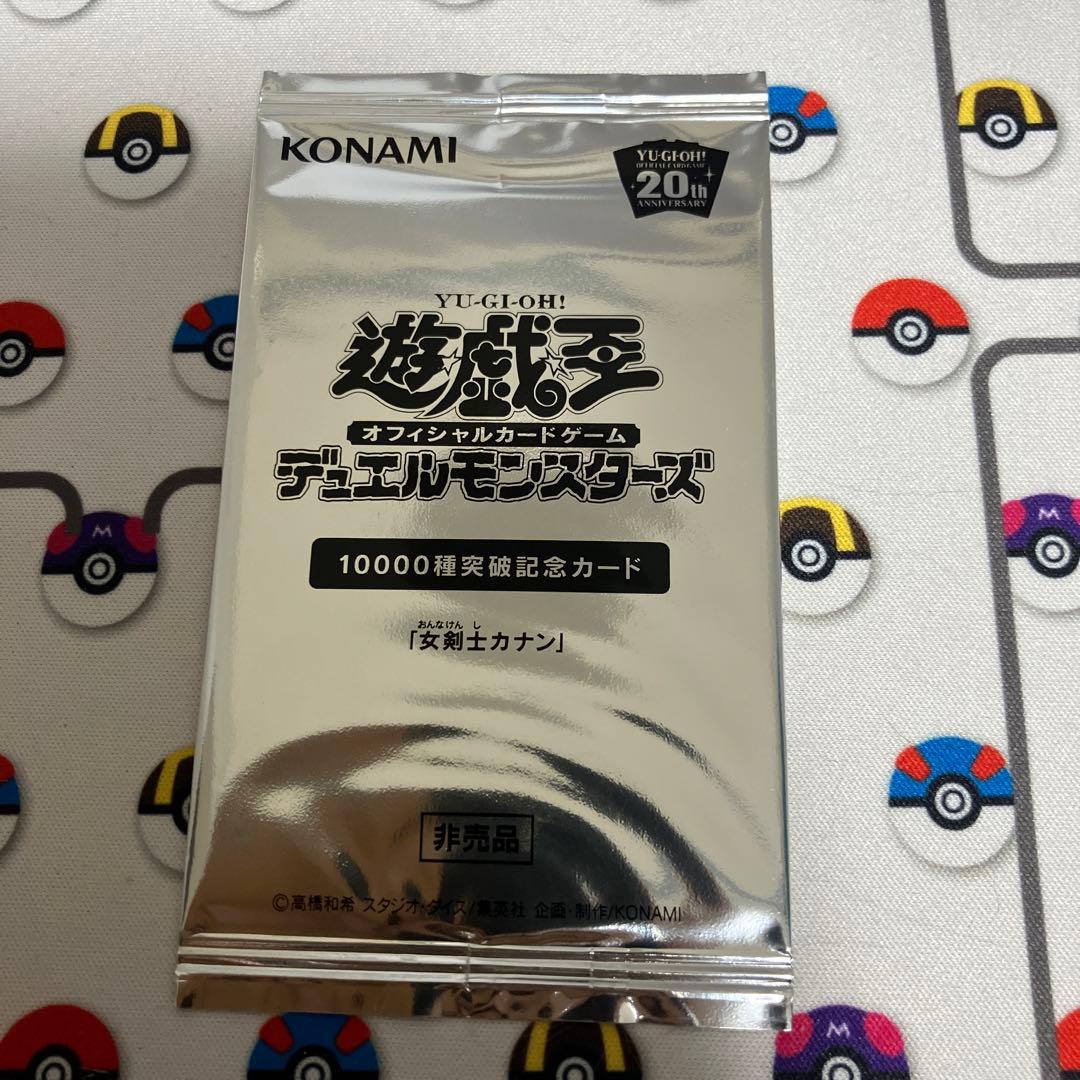 KONAMI
YU-GI-OH!
OFFICIAL CARD GAME
20th
ANNIVERSARY
YU-GI-OH!
遊☆戯☆王
オフィシャルカードゲーム
デュエルモンスターズ
10000種突破記念カード
おんなけん し
「女剣士カナン」
非売品
©高橋和希 スタジオ・ダイス/集英社 企画・制作/KONAMI
M
M
M